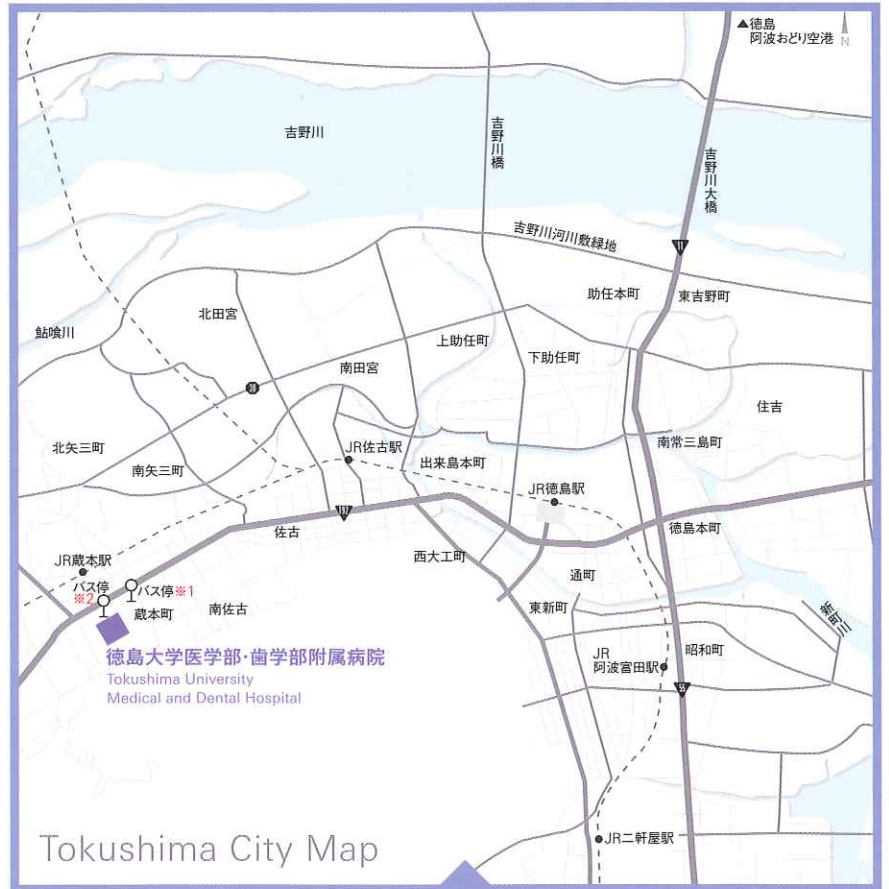 徳島
阿波おどり空港
N
吉野川
吉野川橋
吉野川大橋
吉野川河川敷緑地
11
助任本町
東吉野町
北田宮
鮎喰川
上助任町
南田宮
下助任町
30
住吉
北矢三町
南矢三町
JR佐古駅
出来島本町
南常三島町
JR徳島駅
192
佐古
徳島本町
西大工町
JR蔵本駅
バス停
※2
バス停※1
蔵本町
南佐古
通町
東新町
新町川
徳島大学医学部・歯学部附属病院
Tokushima University
Medical and Dental Hospital
JR
阿波富田駅
昭和町
55
JR二軒屋駅
Tokushima City Map